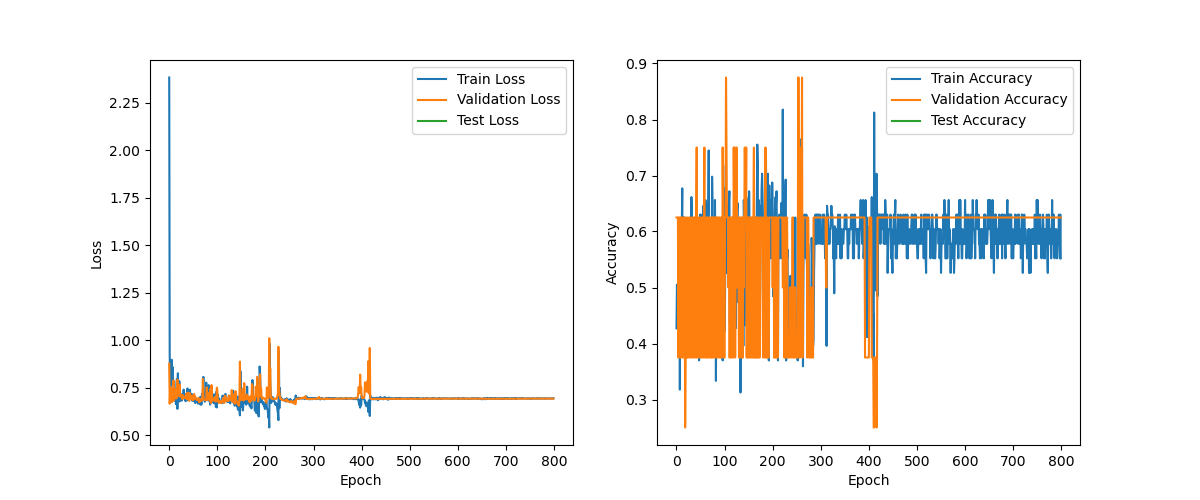 Train Loss
Validation Loss
Test Loss
2.25
2.00
1.75
1.50
1.25
1.00
0.75
0.50
Loss
0 100 200 300 400 500 600 700 800
Epoch
Train Accuracy
Validation Accuracy
Test Accuracy
0.9
0.8
0.7
0.6
0.5
0.4
0.3
Accuracy
0 100 200 300 400 500 600 700 800
Epoch